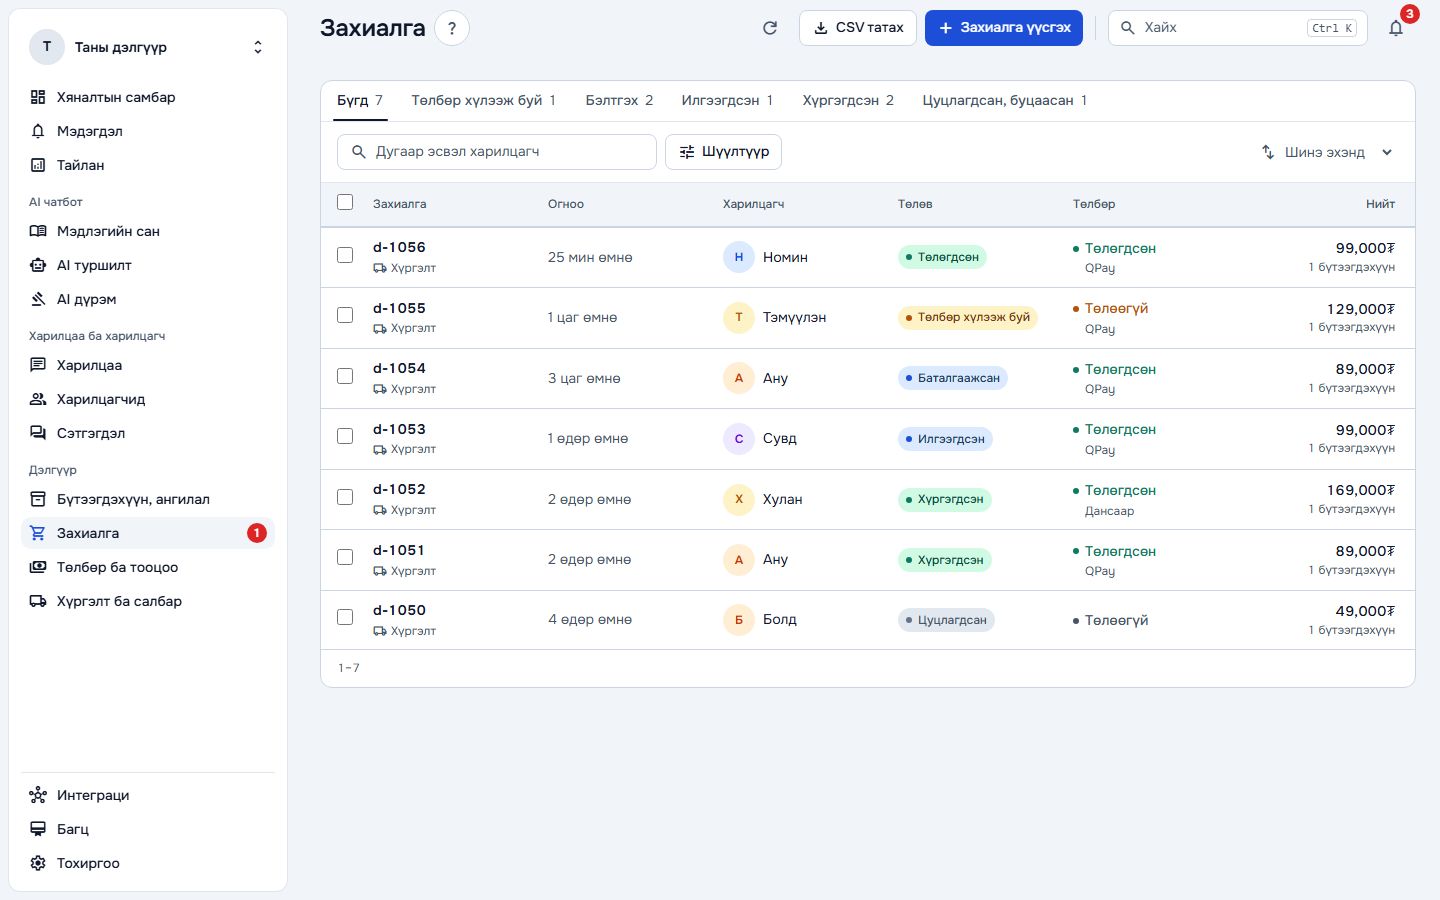 Т Таны дэлгүүр
Хяналтын самбар
Мэдэгдэл
Тайлан
AI чатбот
Мэдлэгийн сан
AI туршилт
AI дүрэм
Харилцаа ба харилцагч
Харилцаа
Харилцагчид
Сэтгэгдэл
Дэлгүүр
Бүтээгдэхүүн, ангилал
Захиалга 1
Төлбөр ба тооцоо
Хүргэлт ба салбар
Интеграци
Багц
Тохиргоо
Захиалга ?
CSV татах
Захиалга үүсгэх
Хайх Ctrl K
3
Бүгд 7 Төлбөр хүлээж буй 1 Бэлтгэх 2 Илгээгдсэн 1 Хүргэгдсэн 2 Цуцлагдсан, буцаасан 1
Дугаар эсвэл харилцагч Шүүлтүүр Шинэ эхэнд
Захиалга Огноо Харилцагч Төлөв Төлбөр Нийт
d-1056 25 мин өмнө Н Номин Төлөгдсөн Төлөгдсөн 99,000₮
Хүргэлт QPay 1 бүтээгдэхүүн
d-1055 1 цаг өмнө Т Тэмүүлэн Төлбөр хүлээж буй Төлөөгүй 129,000₮
Хүргэлт QPay 1 бүтээгдэхүүн
d-1054 3 цаг өмнө А Ану Баталгаажсан Төлөгдсөн 89,000₮
Хүргэлт QPay 1 бүтээгдэхүүн
d-1053 1 өдөр өмнө С Сувд Илгээгдсэн Төлөгдсөн 99,000₮
Хүргэлт QPay 1 бүтээгдэхүүн
d-1052 2 өдөр өмнө Х Хулан Хүргэгдсэн Төлөгдсөн 169,000₮
Хүргэлт Дансаар 1 бүтээгдэхүүн
d-1051 2 өдөр өмнө А Ану Хүргэгдсэн Төлөгдсөн 89,000₮
Хүргэлт QPay 1 бүтээгдэхүүн
d-1050 4 өдөр өмнө Б Болд Цуцлагдсан Төлөөгүй 49,000₮
Хүргэлт 1 бүтээгдэхүүн
1–7